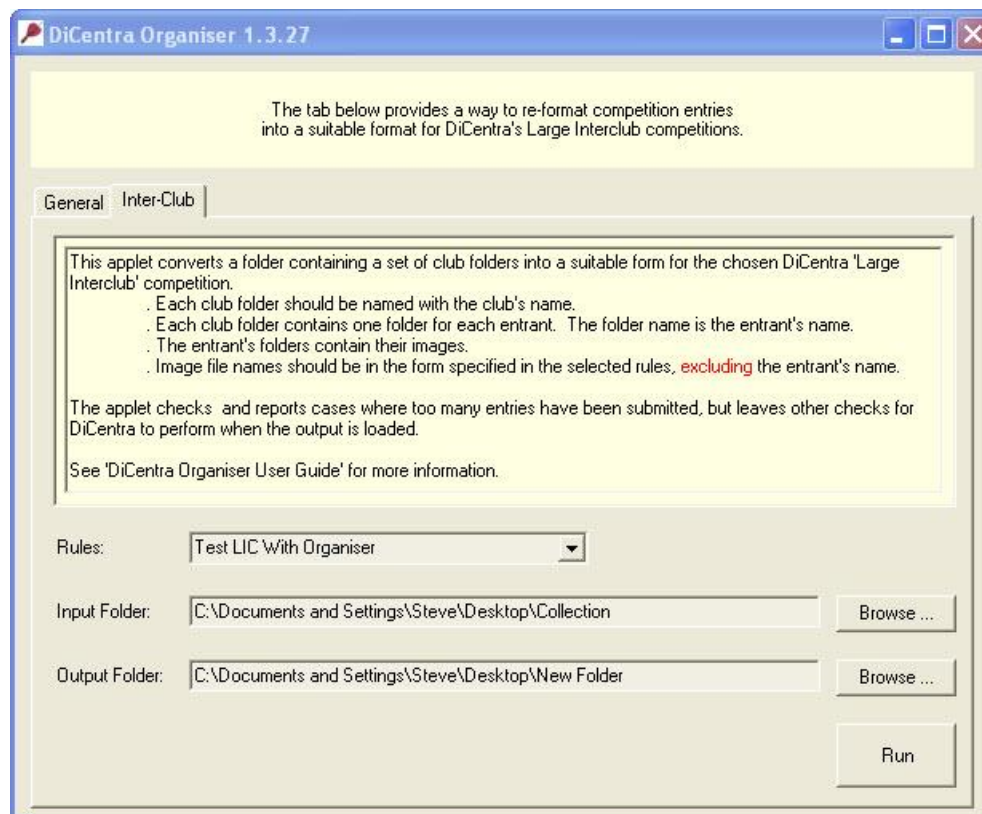 DiCentra Organiser 1.3.27
The tab below provides a way to re-format competition entries
into a suitable format for DiCentra's Large Interclub competitions.
General
Inter-Club
This applet converts a folder containing a set of club folders into a suitable form for the chosen DiCentra 'Large
Interclub' competition.
. Each club folder should be named with the club's name.
. Each club folder contains one folder for each entrant. The folder name is the entrant's name.
. The entrant's folders contain their images.
. Image file names should be in the form specified in the selected rules, excluding the entrant's name.
The applet checks and reports cases where too many entries have been submitted, but leaves other checks for
DiCentra to perform when the output is loaded.
See 'DiCentra Organiser User Guide' for more information.
Rules: Test LIC With Organiser
Input Folder: C:\Documents and Settings\Steve\Desktop\Collection Browse ...
Output Folder: C:\Documents and Settings\Steve\Desktop\New Folder Browse ...
Run